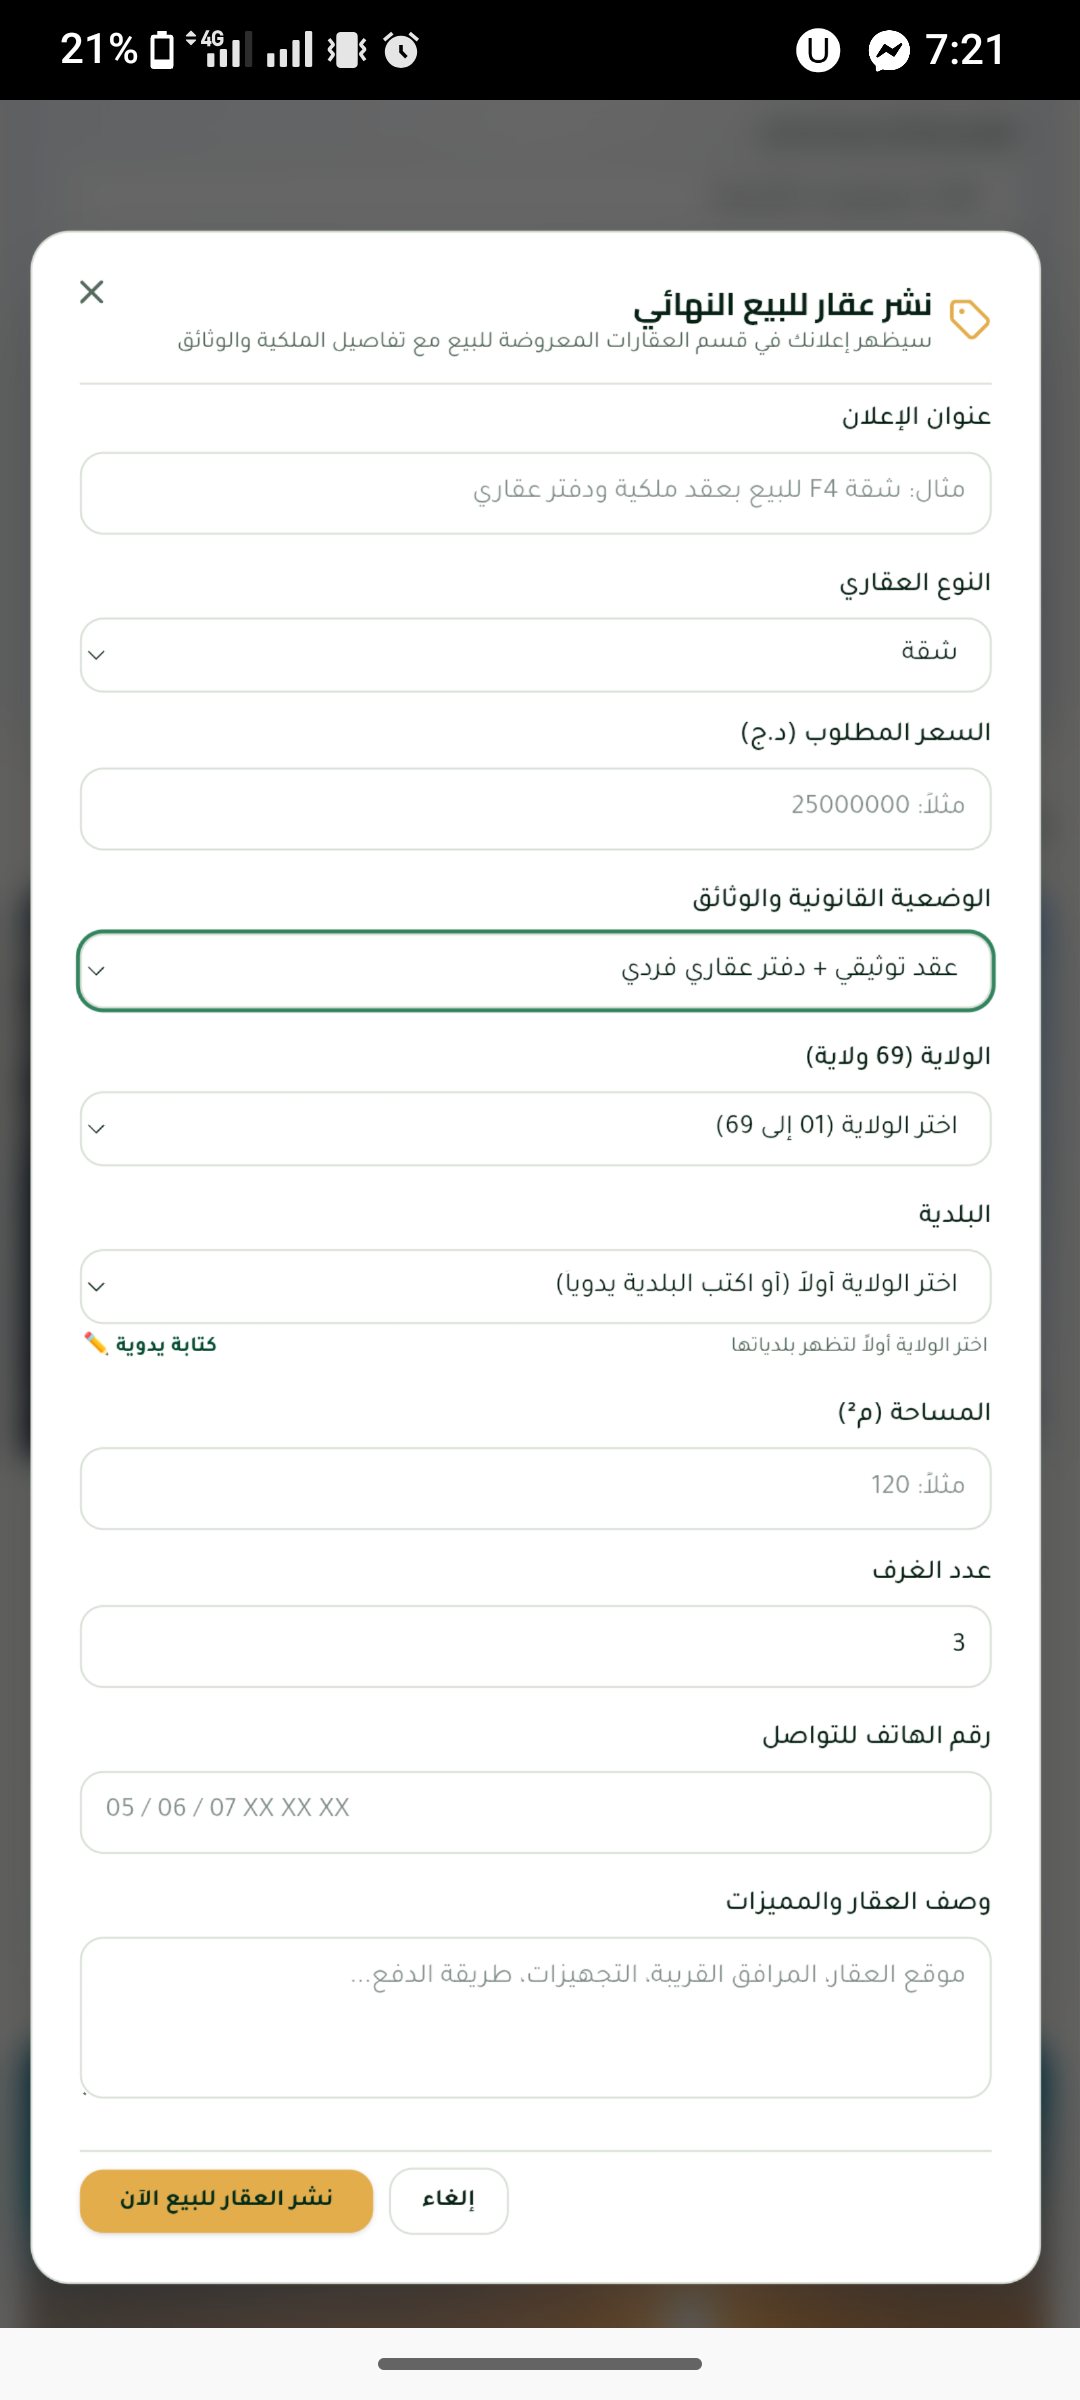 21% 4G U 7:21
نشر عقار للبيع النهائي
سيظهر إعلانك في قسم العقارات المعروضة للبيع مع تفاصيل الملكية والوثائق
عنوان الإعلان
مثال: شقة F4 للبيع بعقد ملكية ودفتر عقاري
النوع العقاري
شقة
السعر المطلوب (د.ج)
مثلاً: 25000000
الوضعية القانونية والوثائق
عقد توثيقي + دفتر عقاري فردي
الولاية (69 ولاية)
اختر الولاية (01 إلى 69)
البلدية
اختر الولاية أولاً (أو اكتب البلدية يدوياً)
اختر الولاية أولاً لتظهر بلدياتها
كتابة يدوية ✏️
المساحة (م²)
مثلاً: 120
عدد الغرف
3
رقم الهاتف للتواصل
05 / 06 / 07 XX XX XX
وصف العقار والمميزات
موقع العقار، المرافق القريبة، التجهيزات، طريقة الدفع...
إلغاء
نشر العقار للبيع الآن